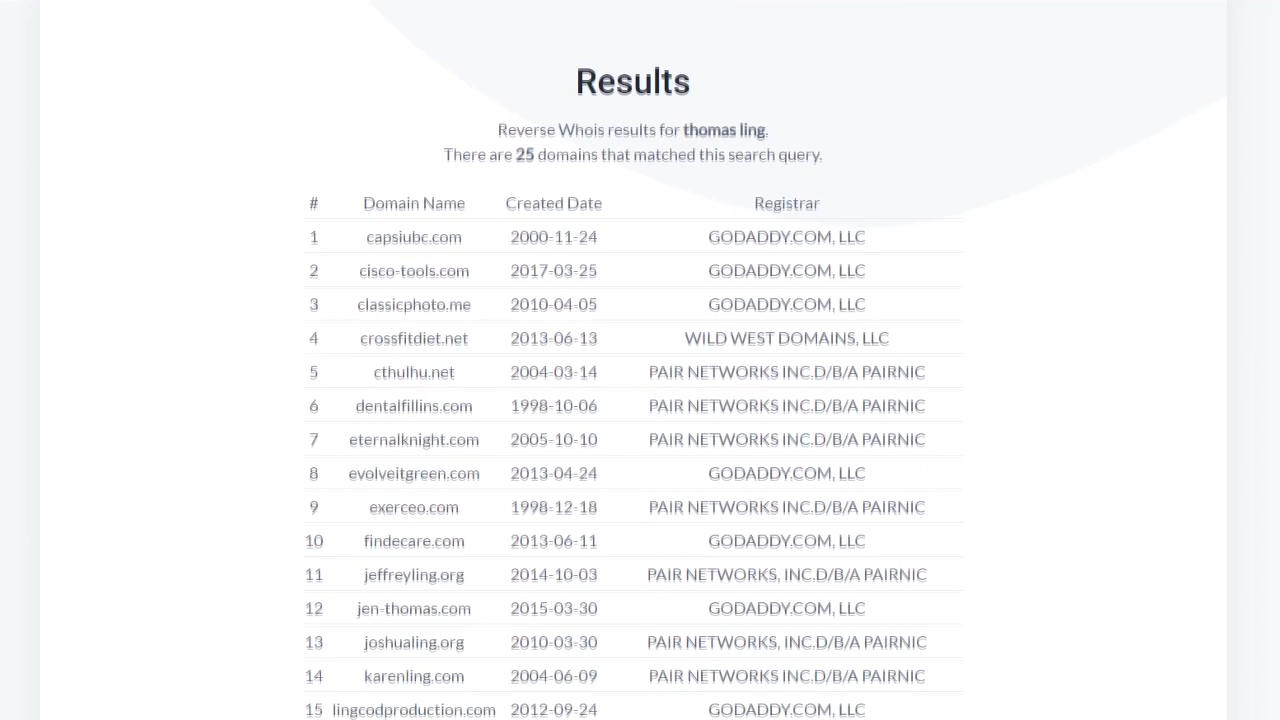 Results
Reverse Whois results for thomas ling.
There are 25 domains that matched this search query.
# Domain Name Created Date Registrar
1 capsiubc.com 2000-11-24 GODADDY.COM, LLC
2 cisco-tools.com 2017-03-25 GODADDY.COM, LLC
3 classicphoto.me 2010-04-05 GODADDY.COM, LLC
4 crossfitdiet.net 2013-06-13 WILD WEST DOMAINS, LLC
5 cthulhu.net 2004-03-14 PAIR NETWORKS INC.D/B/A PAIRNIC
6 dentalfillins.com 1998-10-06 PAIR NETWORKS INC.D/B/A PAIRNIC
7 eternalknight.com 2005-10-10 PAIR NETWORKS INC.D/B/A PAIRNIC
8 evolveitgreen.com 2013-04-24 GODADDY.COM, LLC
9 exerceo.com 1998-12-18 PAIR NETWORKS INC.D/B/A PAIRNIC
10 findecare.com 2013-06-11 GODADDY.COM, LLC
11 jeffreyling.org 2014-10-03 PAIR NETWORKS, INC.D/B/A PAIRNIC
12 jen-thomas.com 2015-03-30 GODADDY.COM, LLC
13 joshualing.org 2010-03-30 PAIR NETWORKS, INC.D/B/A PAIRNIC
14 karenling.com 2004-06-09 PAIR NETWORKS INC.D/B/A PAIRNIC
15 lingcodproduction.com 2012-09-24 GODADDY.COM, LLC